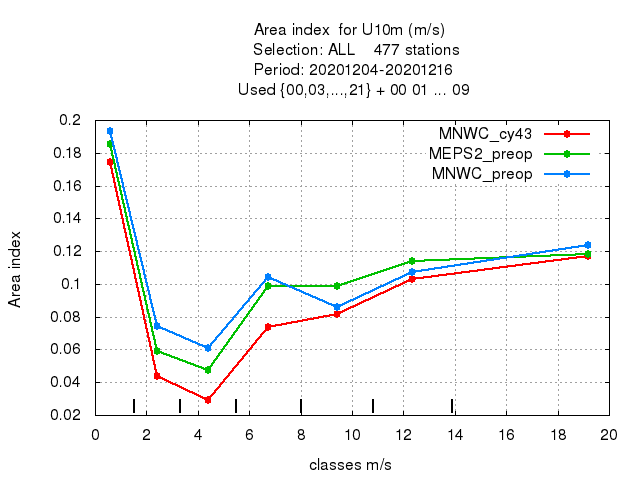 Area index  for U10m (m/s)
Selection: ALL    477 stations
Period: 20201204-20201216
Used {00,03,...,21} + 00 01 ... 09
MNWC_cy43
MEPS2_preop
MNWC_preop
0.2
0.18
0.16
0.14
0.12
0.1
0.08
0.06
0.04
0.02
Area index
0 2 4 6 8 10 12 14 16 18 20
classes m/s